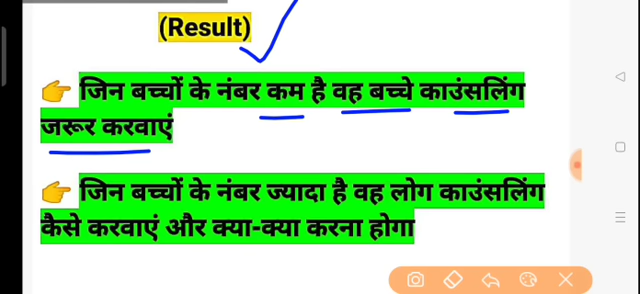 (Result)
👉 जिन बच्चों के नंबर कम है वह बच्चे काउंसलिंग
जरूर करवाएं
👉 जिन बच्चों के नंबर ज्यादा है वह लोग काउंसलिंग
कैसे करवाएं और क्या-क्या करना होगा